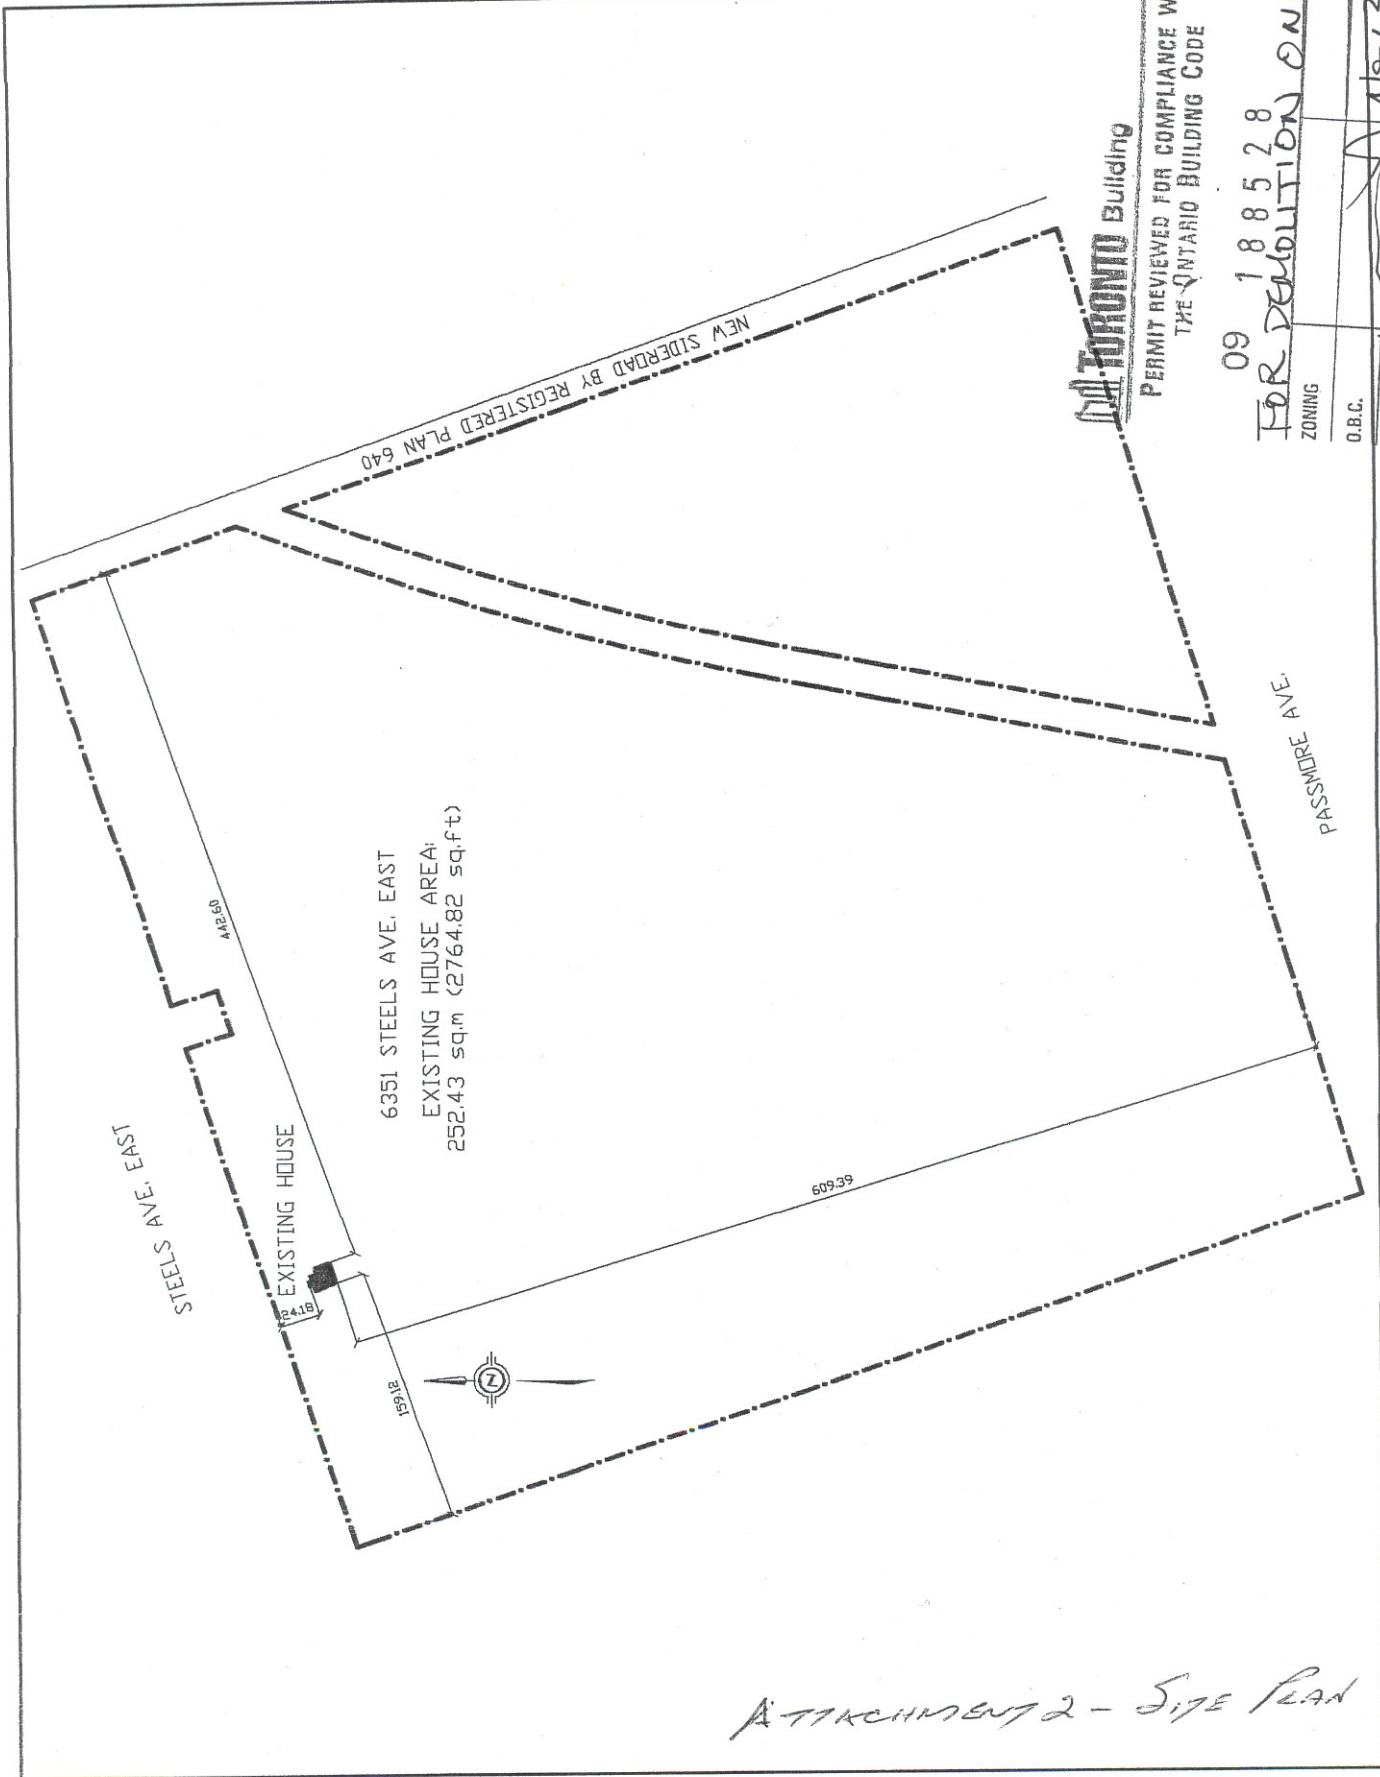 STEELS AVE. EAST
EXISTING HOUSE
24.18
442.60
159.12
609.39
6351 STEELS AVE. EAST
EXISTING HOUSE AREA:
252.43 sq.m (2764.82 sq.ft)
NEW SIDEROAD BY REGISTERED PLAN 640
PASSMORE AVE.
Z
TORONTO Building
PERMIT REVIEWED FOR COMPLIANCE W
THE ONTARIO BUILDING CODE
09 188528
FOR DEMOLITION ON
ZONING
O.B.C.
ATTACHMENT 2 - SITE PLAN